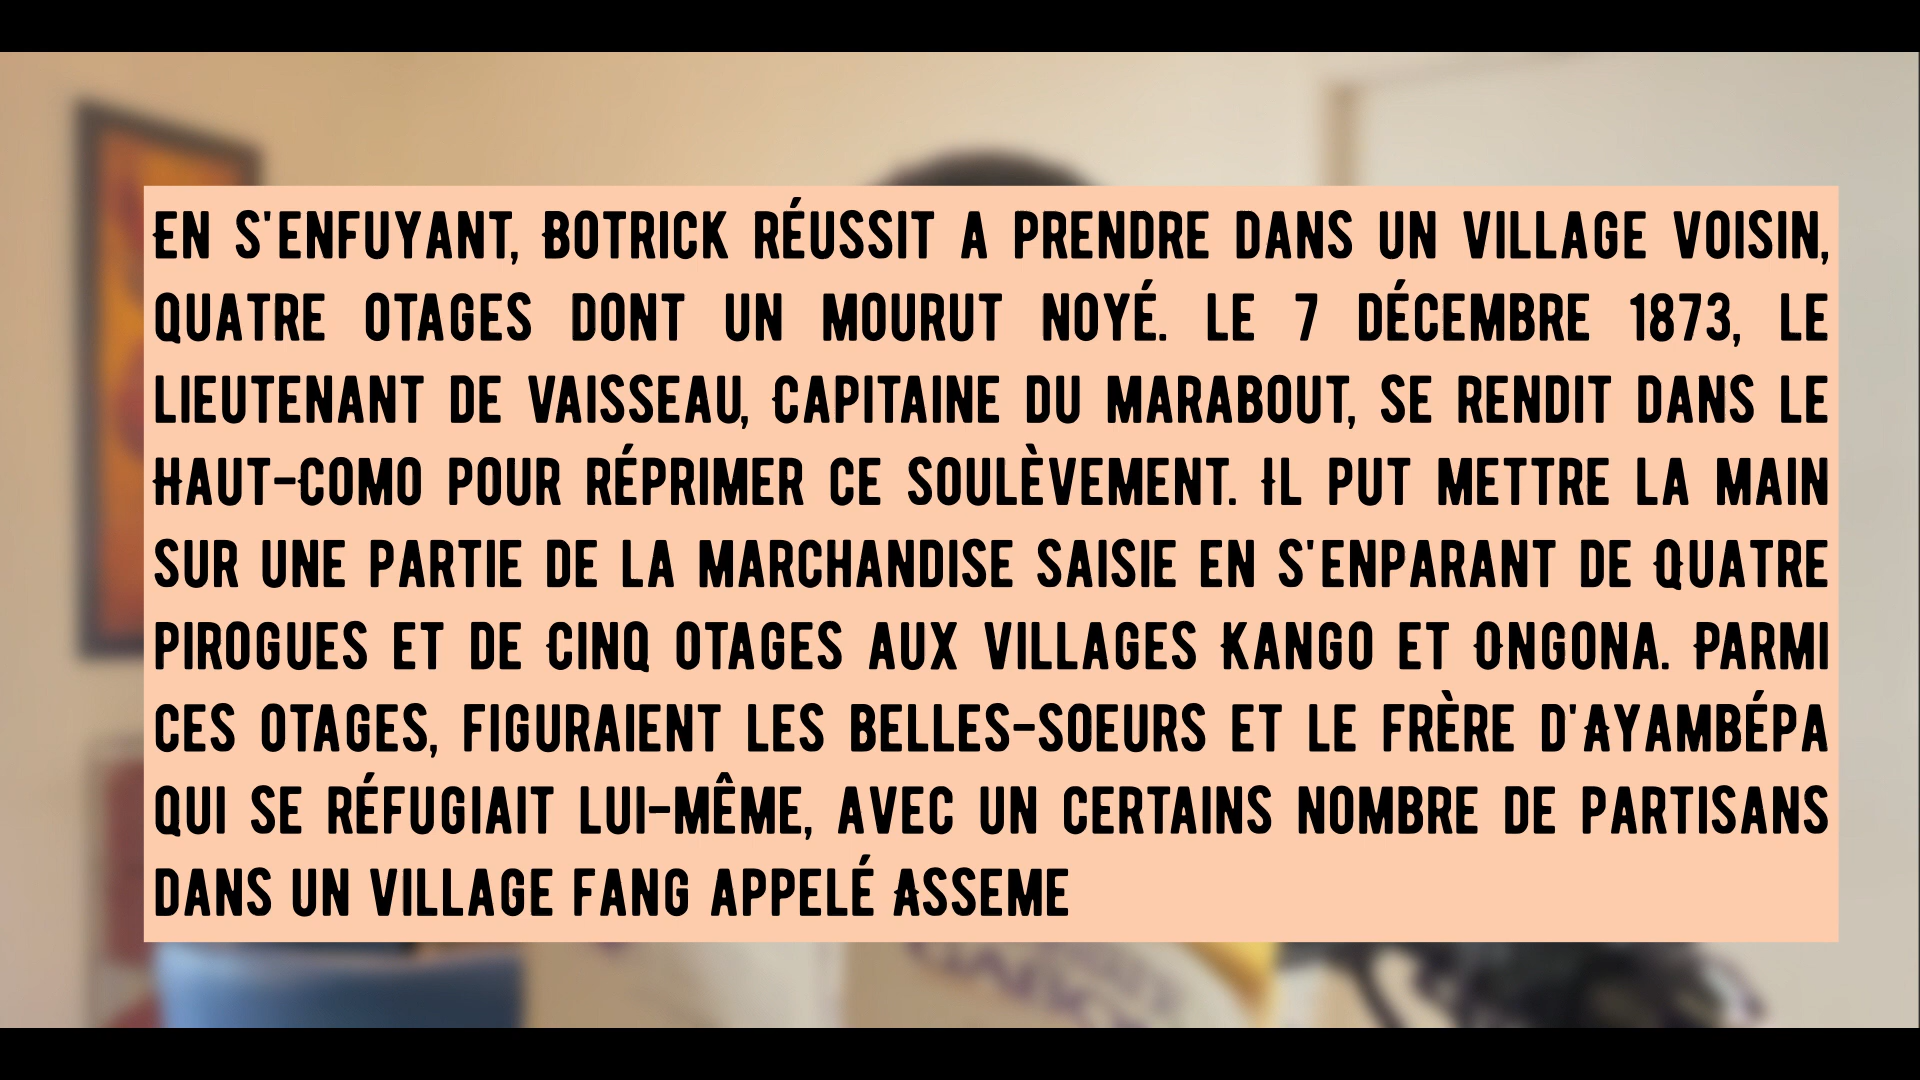 En s'enfuyant, Botrick réussit a prendre dans un village voisin,
quatre otages dont un mourut noyé. Le 7 décembre 1873, le
lieutenant de vaisseau, Capitaine du marabout, se rendit dans le
Haut-Como pour réprimer ce soulèvement. Il put mettre la main
sur une partie de la marchandise saisie en s'enparant de Quatre
pirogues et de Cinq otages aux villages Kango et Ongona. Parmi
ces otages, figuraient les belles-soeurs et le frère d'Ayambépa
qui se réfugiait lui-même, avec un certains nombre de partisans
dans un village fang appelé Asseme